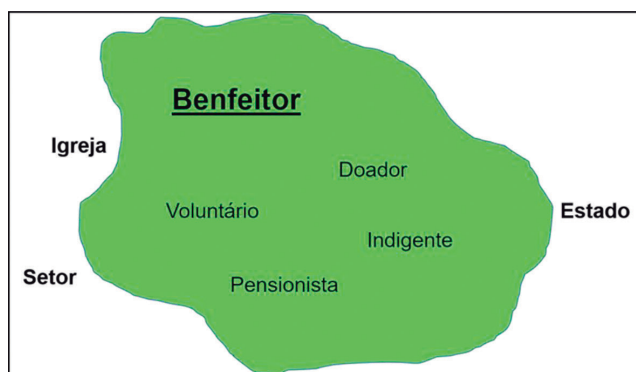 Benfeitor
Igreja
Doador
Voluntário
Estado
Indigente
Setor
Pensionista